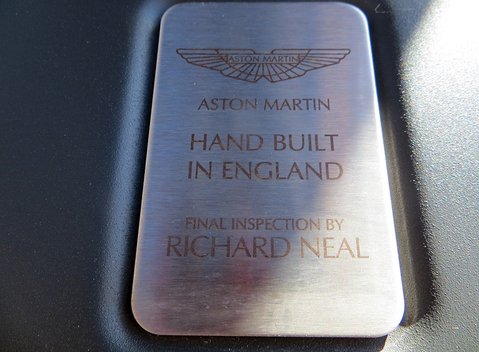 ASTON MARTIN
ASTON MARTIN
HAND BUILT
IN ENGLAND
FINAL INSPECTION BY
RICHARD NEAL